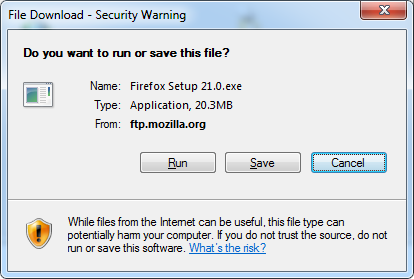 File Download - Security Warning
Do you want to run or save this file?
Name: Firefox Setup 21.0.exe
Type: Application, 20.3MB
From: ftp.mozilla.org
Run Save Cancel
While files from the Internet can be useful, this file type can
potentially harm your computer. If you do not trust the source, do not
run or save this software. What's the risk?